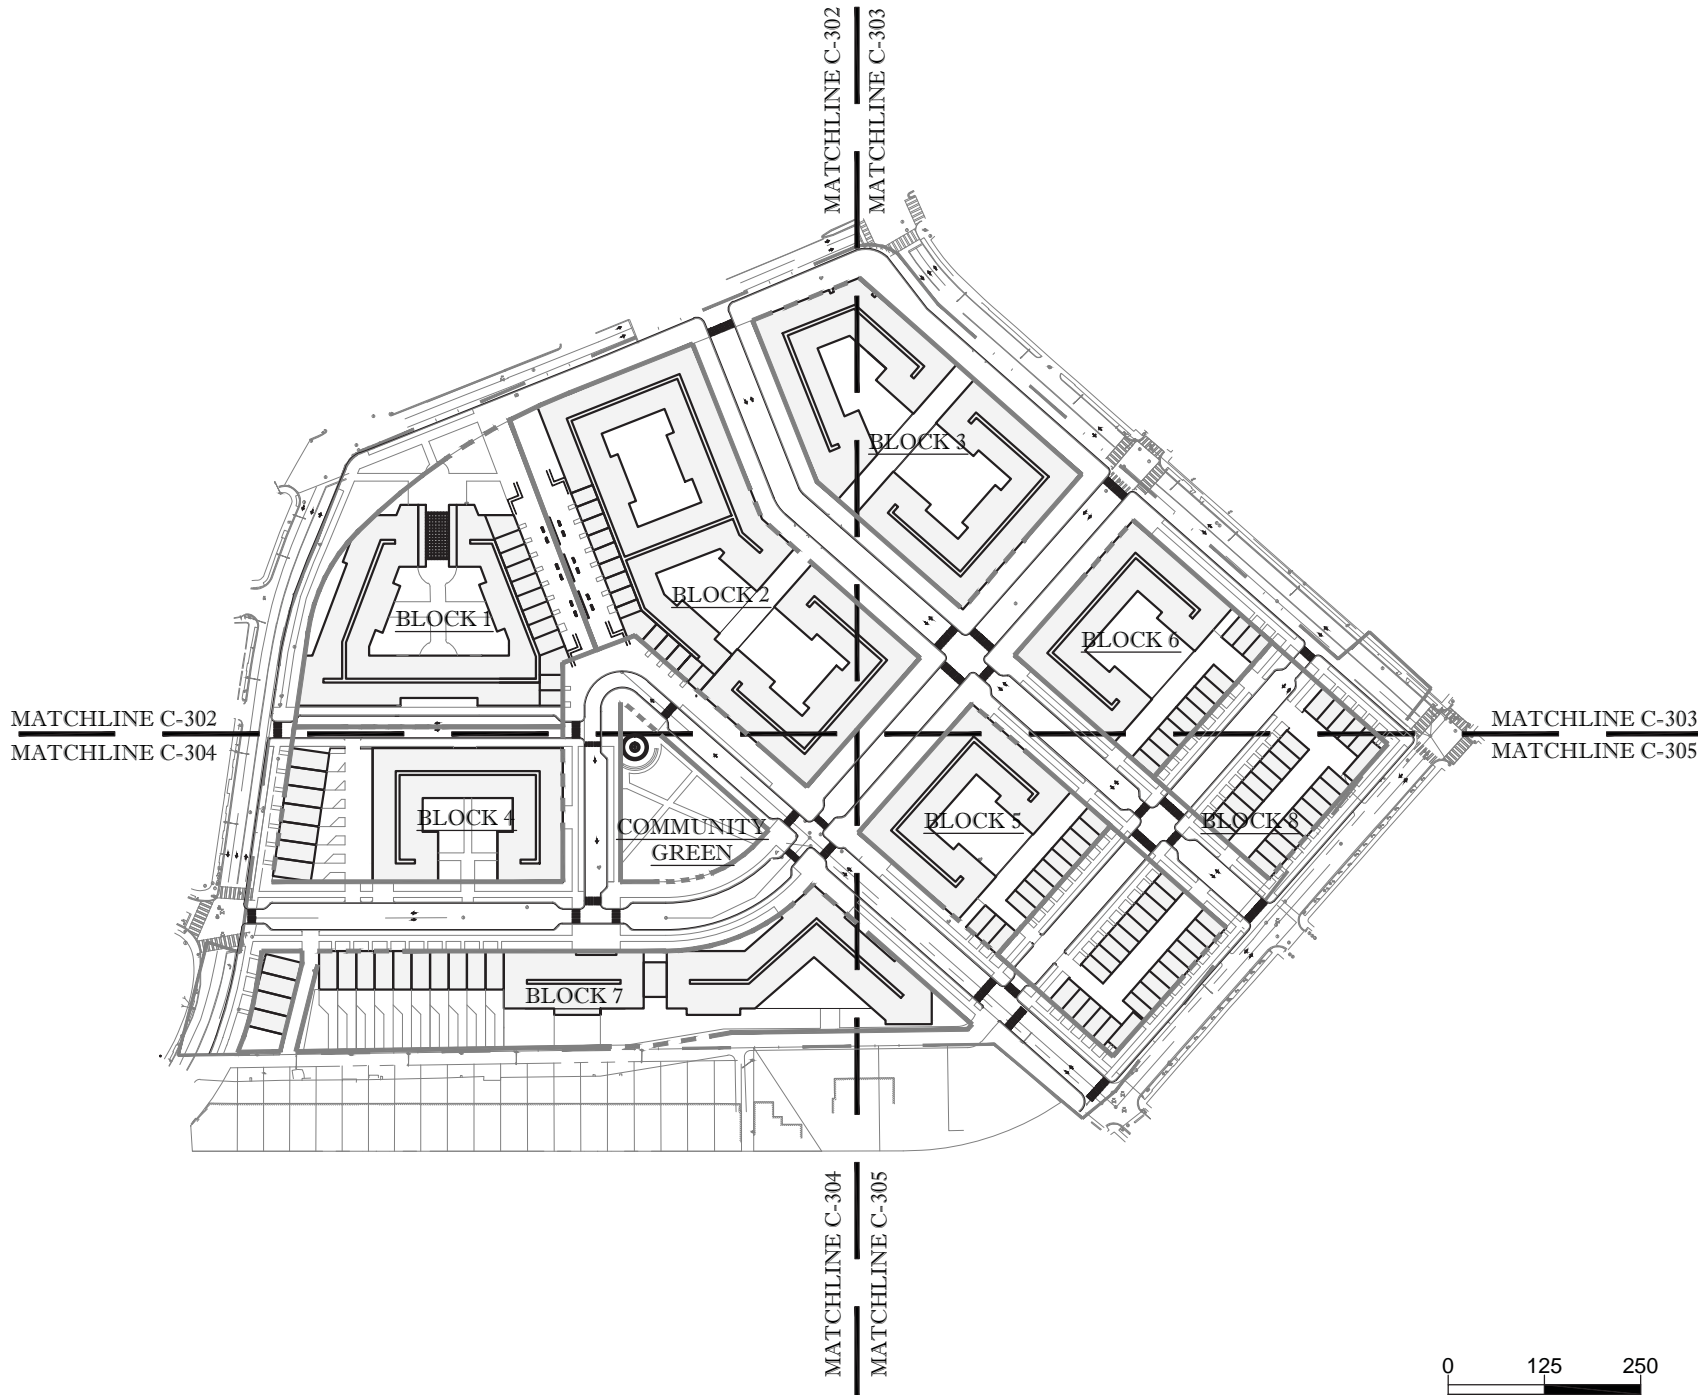 MATCHLINE C-302
MATCHLINE C-303
BLOCK 3
BLOCK 2
BLOCK 1
BLOCK 6
MATCHLINE C-302
MATCHLINE C-304
MATCHLINE C-303
MATCHLINE C-305
BLOCK 4
COMMUNITY
GREEN
BLOCK 5
BLOCK 8
BLOCK 7
MATCHLINE C-304
MATCHLINE C-305
0 125 250